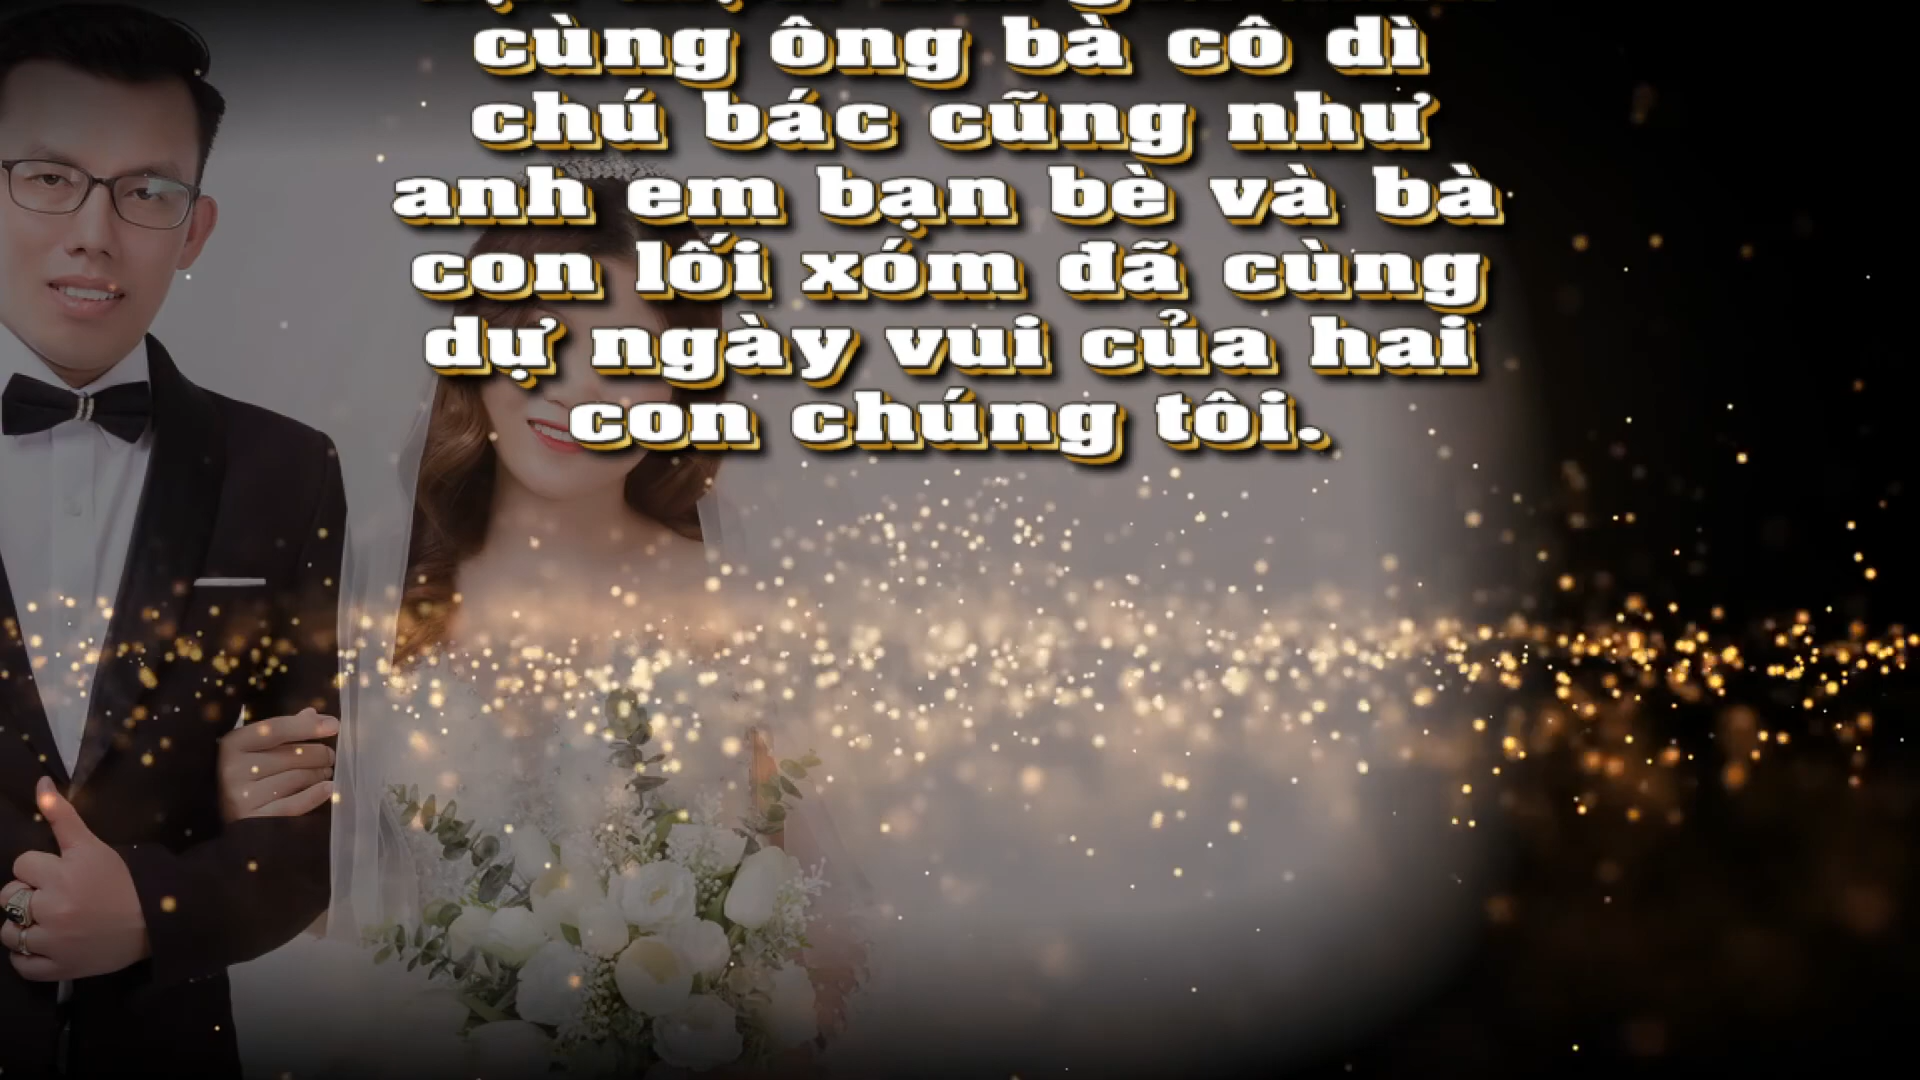 cùng ông bà cô dì
chú bác cũng như
anh em bạn bè và bà
con lối xóm đã cùng
dự ngày vui của hai
con chúng tôi.